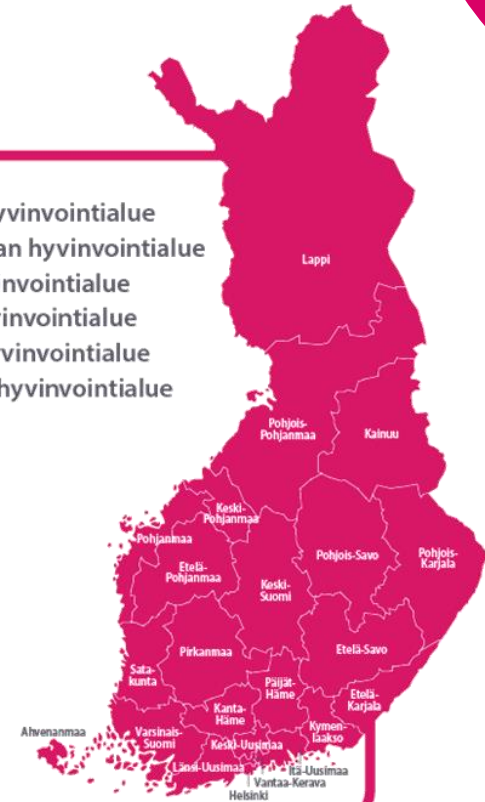 yvinvointialue
an hyvinvointialue
nvointialue
vinvointialue
vinvointialue
hyvinvointialue
Lappi
Pohjois-
Pohjanmaa
Kainuu
Keski-
Pohjanmaa
Pohjanmaa
Etelä-
Pohjanmaa
Keski-
Suomi
Pohjois-Savo
Pohjois-
Karjala
Pirkanmaa
Etelä-Savo
Sata-
kunta
Päijät-
Häme
Etelä-
Karjala
Kanta-
Häme
Kymen-
laakso
Ahvenanmaa
Varsinais-
Suomi
Keski-Uusimaa
Länsi-Uusimaa
Itä-Uusimaa
Vantaa-Kerava
Helsinki